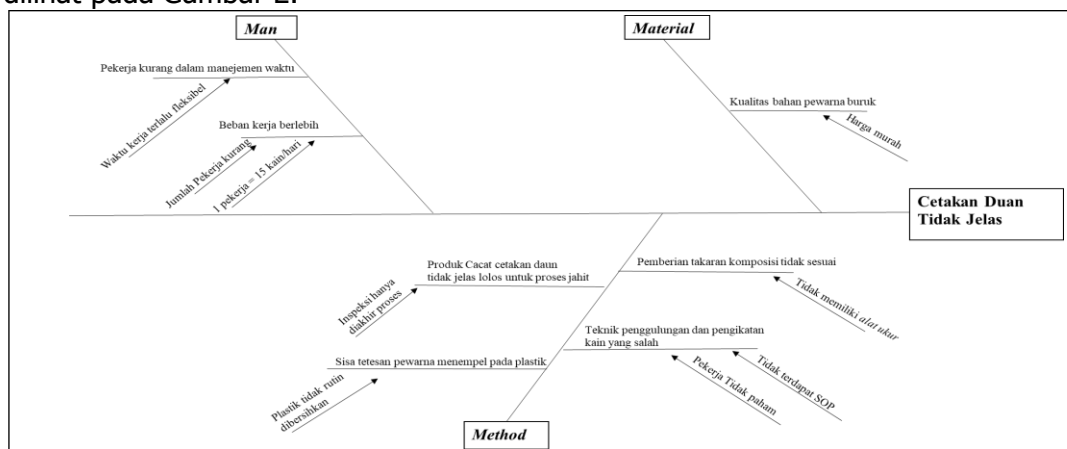 dilihat pada Gambar 2.
Man
Material
Pekerja kurang dalam manejemen waktu
Waktu kerja terlalu fleksibel
Beban kerja berlebih
Jumlah Pekerja kurang
1 pekerja = 15 kain/hari
Kualitas bahan pewarna buruk
Harga murah
Cetakan Duan
Tidak Jelas
Produk Cacat cetakan daun
tidak jelas lolos untuk proses jahit
Inspeksi hanya
diakhir proses
Pemberian takaran komposisi tidak sesuai
Tidak memiliki alat ukur
Teknik penggulungan dan pengikatan
kain yang salah
Tidak terdapat SOP
Pekerja Tidak paham
Sisa tetesan pewarna menempel pada plastik
Plastik tidak rutin
dibersihkan
Method